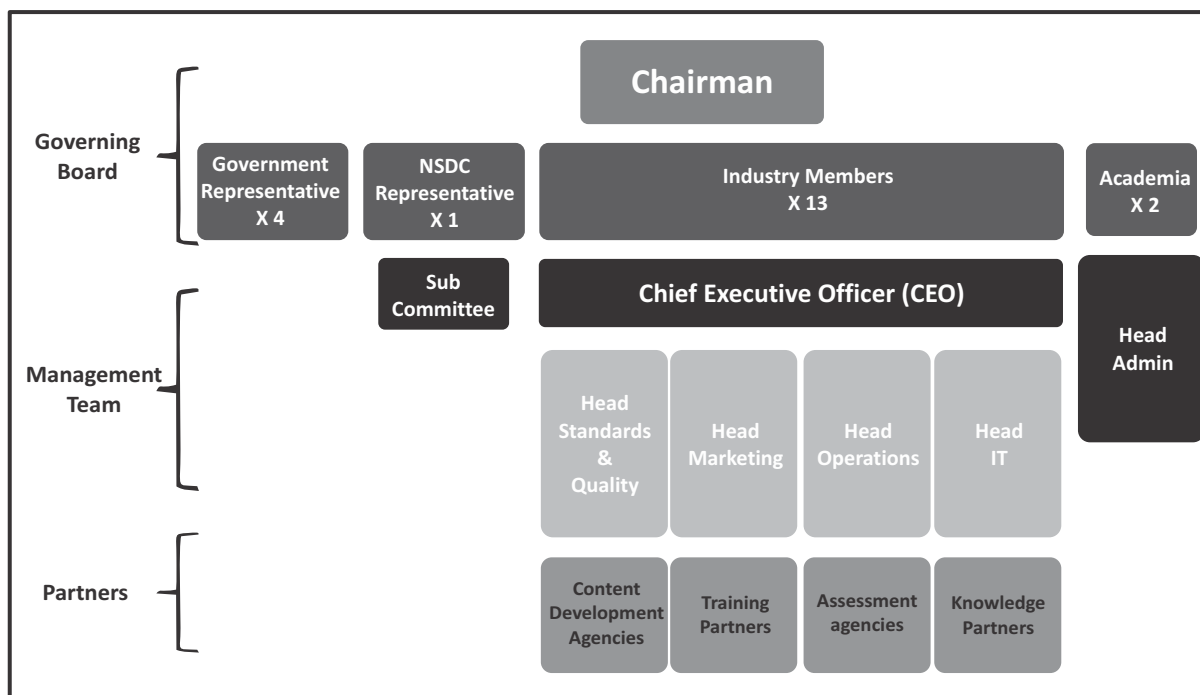 Chairman
Governing
Board
Government
Representative
X 4
NSDC
Representative
X 1
Industry Members
X 13
Academia
X 2
Sub
Committee
Chief Executive Officer (CEO)
Head
Admin
Management
Team
Head
Standards
&
Quality
Head
Marketing
Head
Operations
Head
IT
Partners
Content
Development
Agencies
Training
Partners
Assessment
agencies
Knowledge
Partners